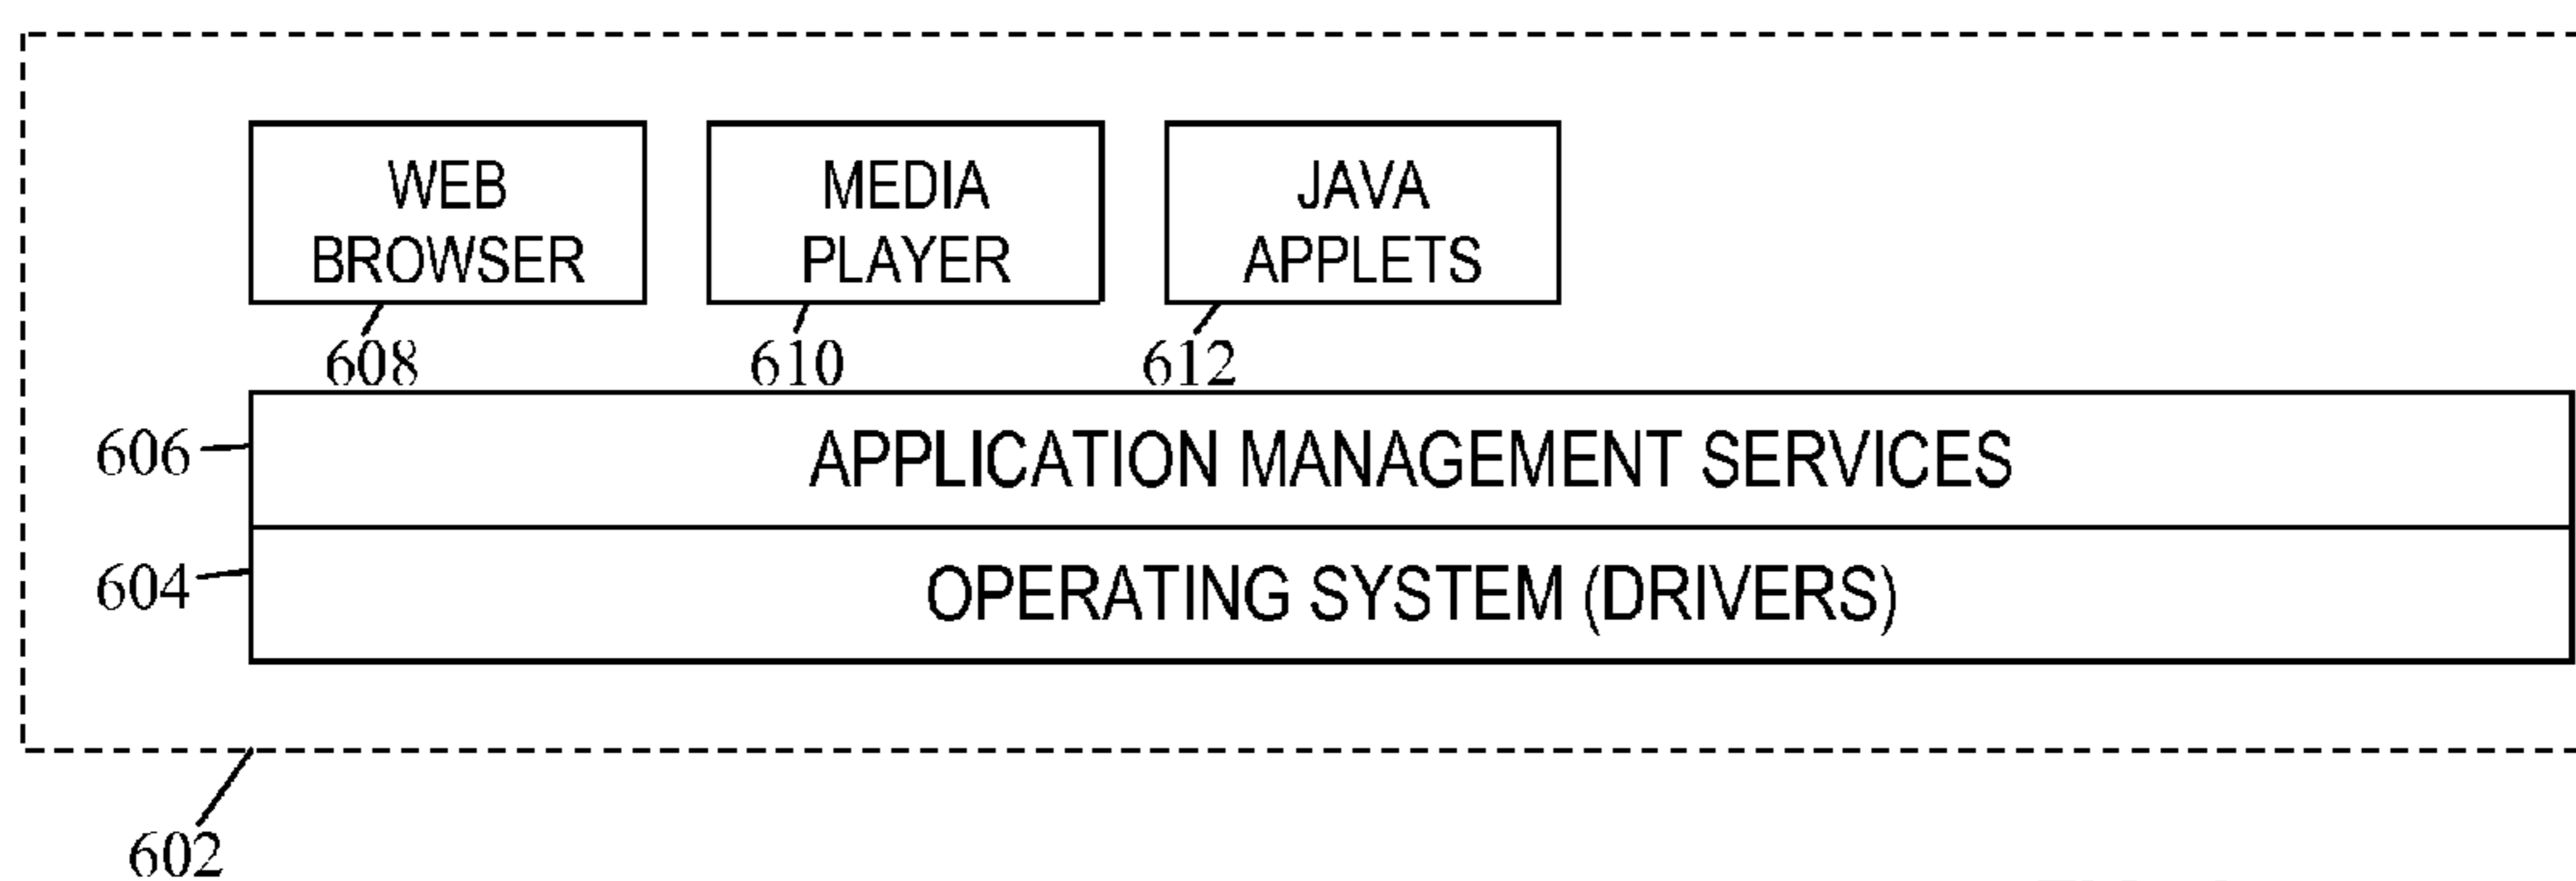 WEB
BROWSER
MEDIA
PLAYER
JAVA
APPLETS
608
610
612
606
APPLICATION MANAGEMENT SERVICES
604
OPERATING SYSTEM (DRIVERS)
602